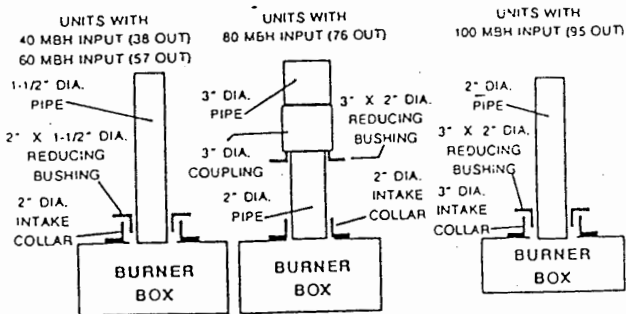 UNITS WITH
40 MBH INPUT (38 OUT)
60 MBH INPUT (57 OUT)
1-1/2" DIA.
PIPE
2" X 1-1/2" DIA.
REDUCING
BUSHING
2" DIA.
INTAKE
COLLAR
BURNER
BOX
UNITS WITH
80 MBH INPUT (76 OUT)
3" DIA.
PIPE
3" X 2" DIA.
REDUCING
BUSHING
3" DIA.
COUPLING
2" DIA.
PIPE
2" DIA.
INTAKE
COLLAR
BURNER
BOX
UNITS WITH
100 MBH INPUT (95 OUT)
2" DIA.
PIPE
3" X 2" DIA.
REDUCING
BUSHING
3" DIA.
INTAKE
COLLAR
BURNER
BOX